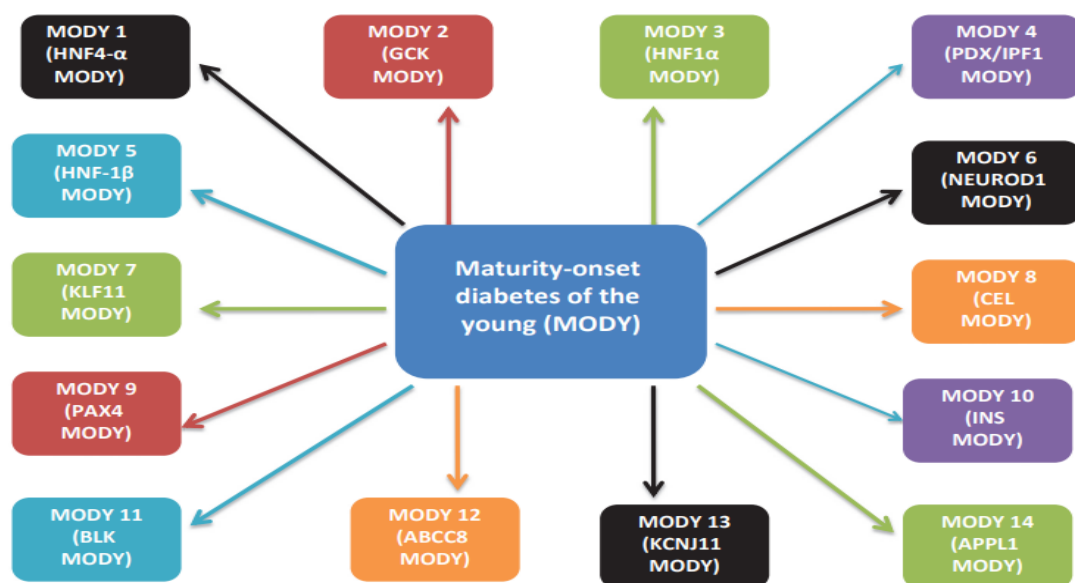 MODY 1
(HNF4-α
MODY)
MODY 2
(GCK
MODY)
MODY 3
(HNF1α
MODY)
MODY 4
(PDX/IPF1
MODY)
MODY 5
(HNF-1β
MODY)
MODY 6
(NEUROD1
MODY)
Maturity-onset
diabetes of the
young (MODY)
MODY 7
(KLF11
MODY)
MODY 8
(CEL
MODY)
MODY 9
(PAX4
MODY)
MODY 10
(INS
MODY)
MODY 11
(BLK
MODY)
MODY 12
(ABCC8
MODY)
MODY 13
(KCNJ11
MODY)
MODY 14
(APPL1
MODY)